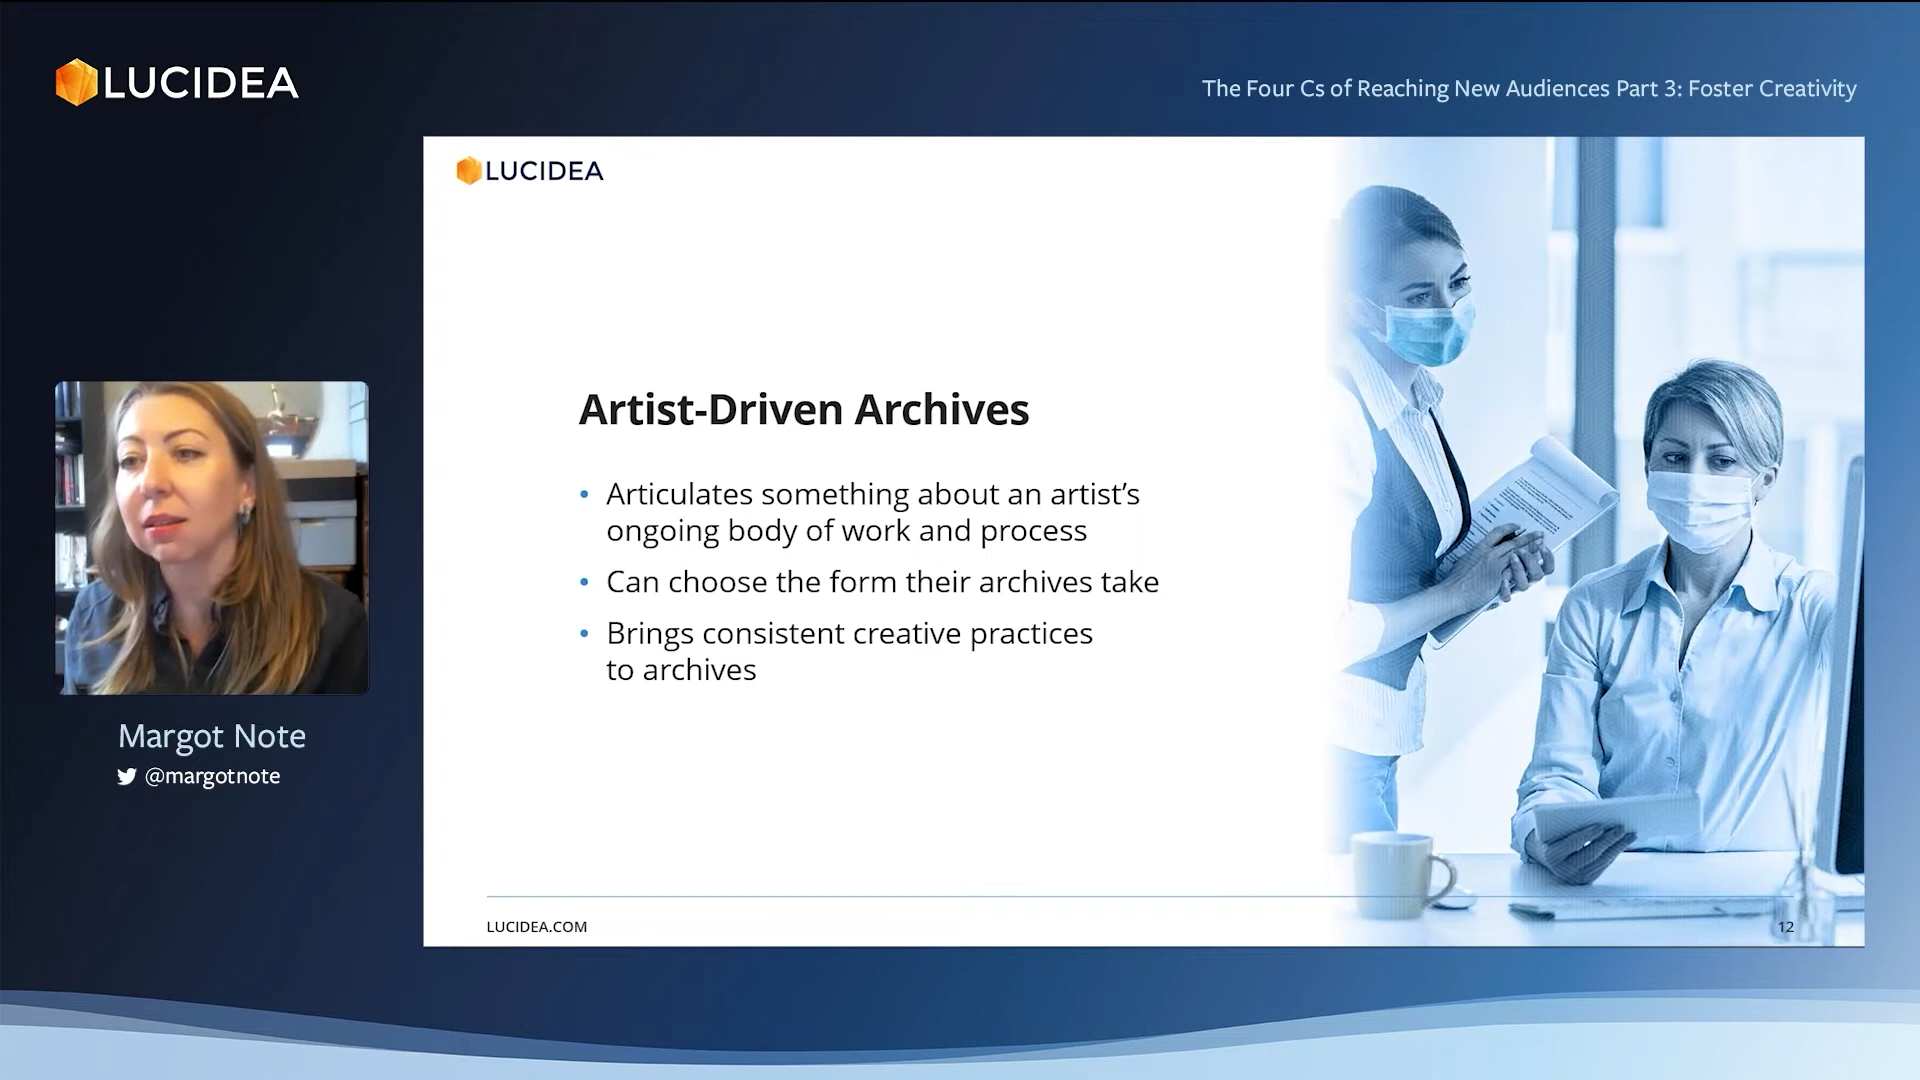 LUCIDEA
The Four Cs of Reaching New Audiences Part 3: Foster Creativity
LUCIDEA
Artist-Driven Archives
• Articulates something about an artist’s
ongoing body of work and process
• Can choose the form their archives take
• Brings consistent creative practices
to archives
Margot Note
@margotnote
LUCIDEA.COM
12